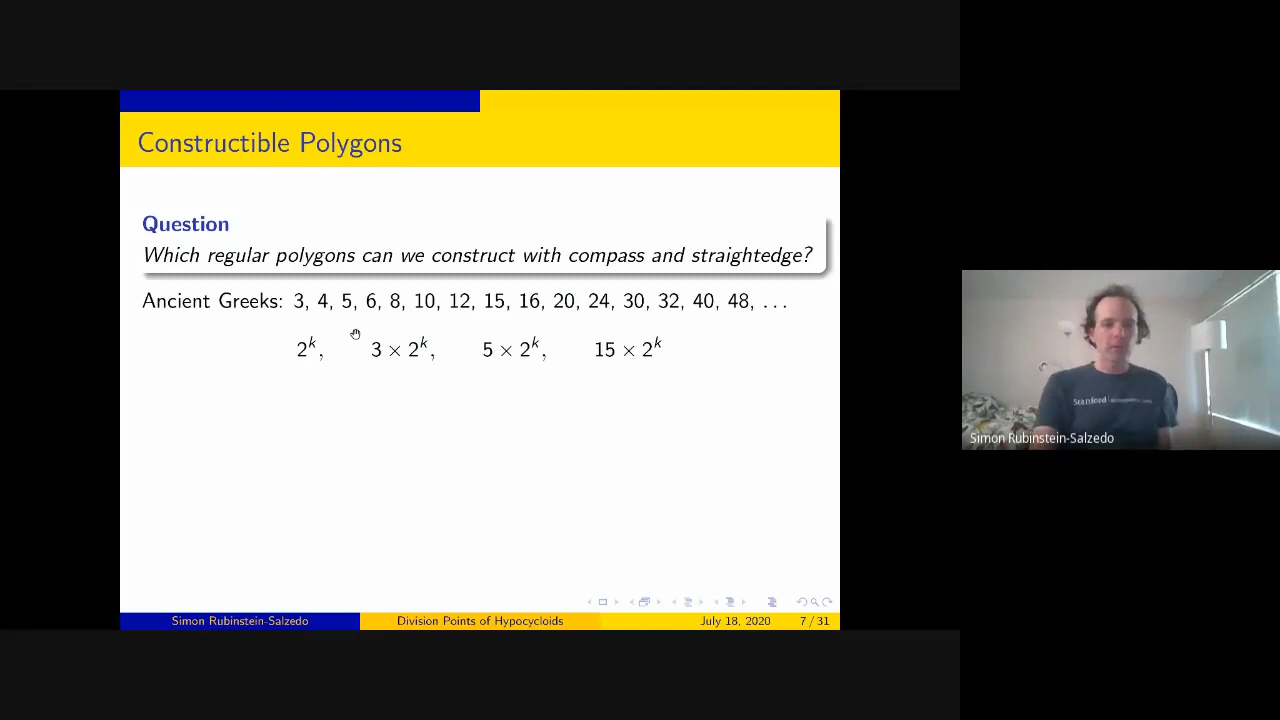 Constructible Polygons
Question
Which regular polygons can we construct with compass and straightedge?
Ancient Greeks: 3, 4, 5, 6, 8, 10, 12, 15, 16, 20, 24, 30, 32, 40, 48, ...
2^k, 3 × 2^k, 5 × 2^k, 15 × 2^k
Stanford
Simon Rubinstein-Salzedo
Simon Rubinstein-Salzedo Division Points of Hypocycloids July 18, 2020 7 / 31